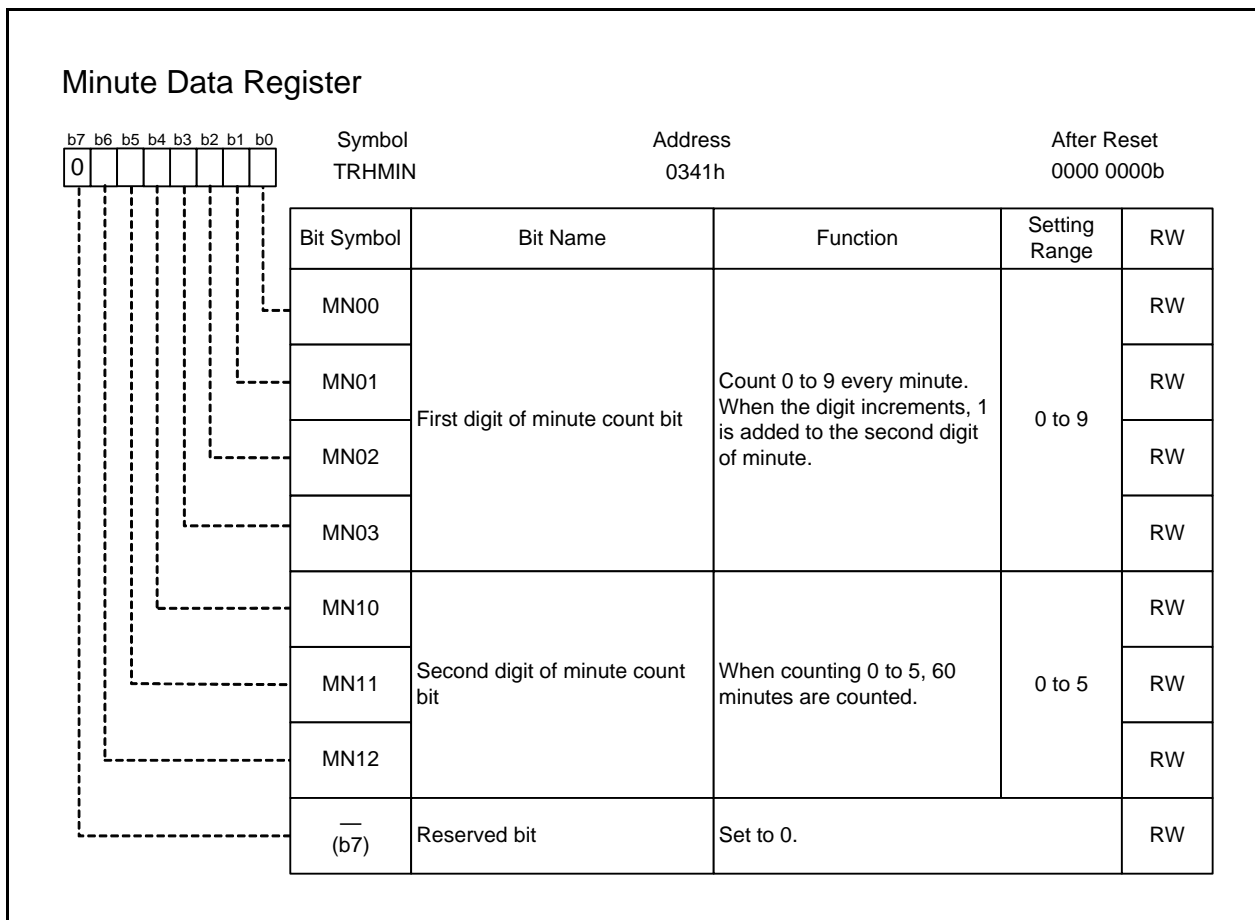 Minute Data Register
b7 b6 b5 b4 b3 b2 b1 b0
0
Symbol Address After Reset
TRHMIN 0341h 0000 0000b
Bit Symbol Bit Name Function Setting Range RW
MN00 RW
MN01 RW
First digit of minute count bit
Count 0 to 9 every minute.
When the digit increments, 1
is added to the second digit
of minute.
0 to 9
MN02 RW
MN03 RW
MN10 RW
MN11 RW
Second digit of minute count
bit
When counting 0 to 5, 60
minutes are counted.
0 to 5
MN12 RW
—
(b7) Reserved bit Set to 0. RW